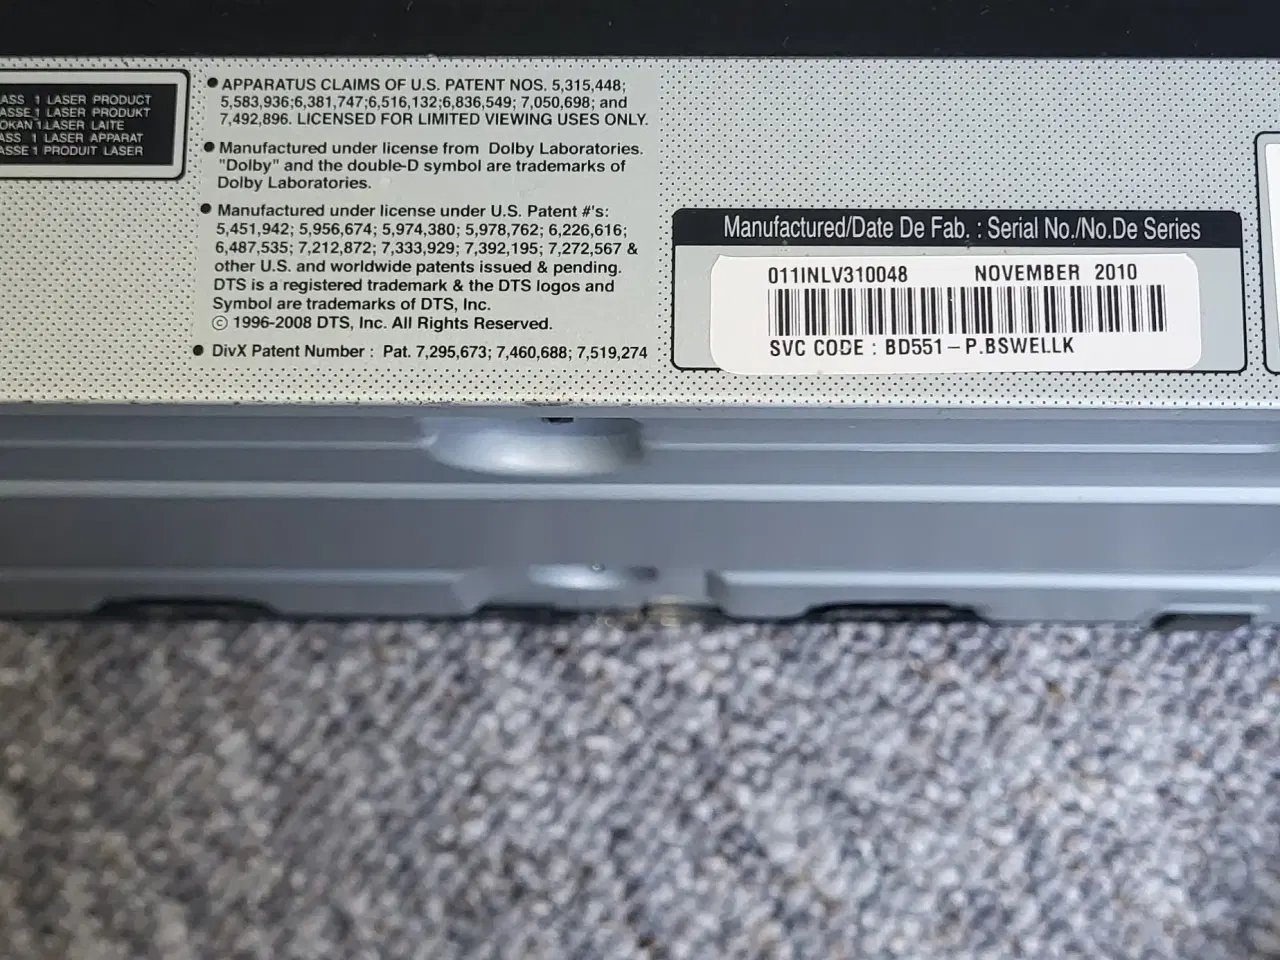 ASS 1 LASER PRODUCT
ASSE 1 LASER PRODUKT
OKAN 1 LASER LAITE
ASS 1 LASER APPARAT
ASSE 1 PRODUIT LASER
● APPARATUS CLAIMS OF U.S. PATENT NOS. 5,315,448;
5,583,936;6,381,747;6,516,132;6,836,549; 7,050,698; and
7,492,896. LICENSED FOR LIMITED VIEWING USES ONLY.
● Manufactured under license from Dolby Laboratories.
"Dolby" and the double-D symbol are trademarks of
Dolby Laboratories.
● Manufactured under license under U.S. Patent #'s:
5,451,942; 5,956,674; 5,974,380; 5,978,762; 6,226,616;
6,487,535; 7,212,872; 7,333,929; 7,392,195; 7,272,567 &
other U.S. and worldwide patents issued & pending.
DTS is a registered trademark & the DTS logos and
Symbol are trademarks of DTS, Inc.
© 1996-2008 DTS, Inc. All Rights Reserved.
● DivX Patent Number : Pat. 7,295,673; 7,460,688; 7,519,274
Manufactured/Date De Fab. : Serial No./No.De Series
011INLV310048 NOVEMBER 2010
SVC CODE : BD551-P.BSWELLK